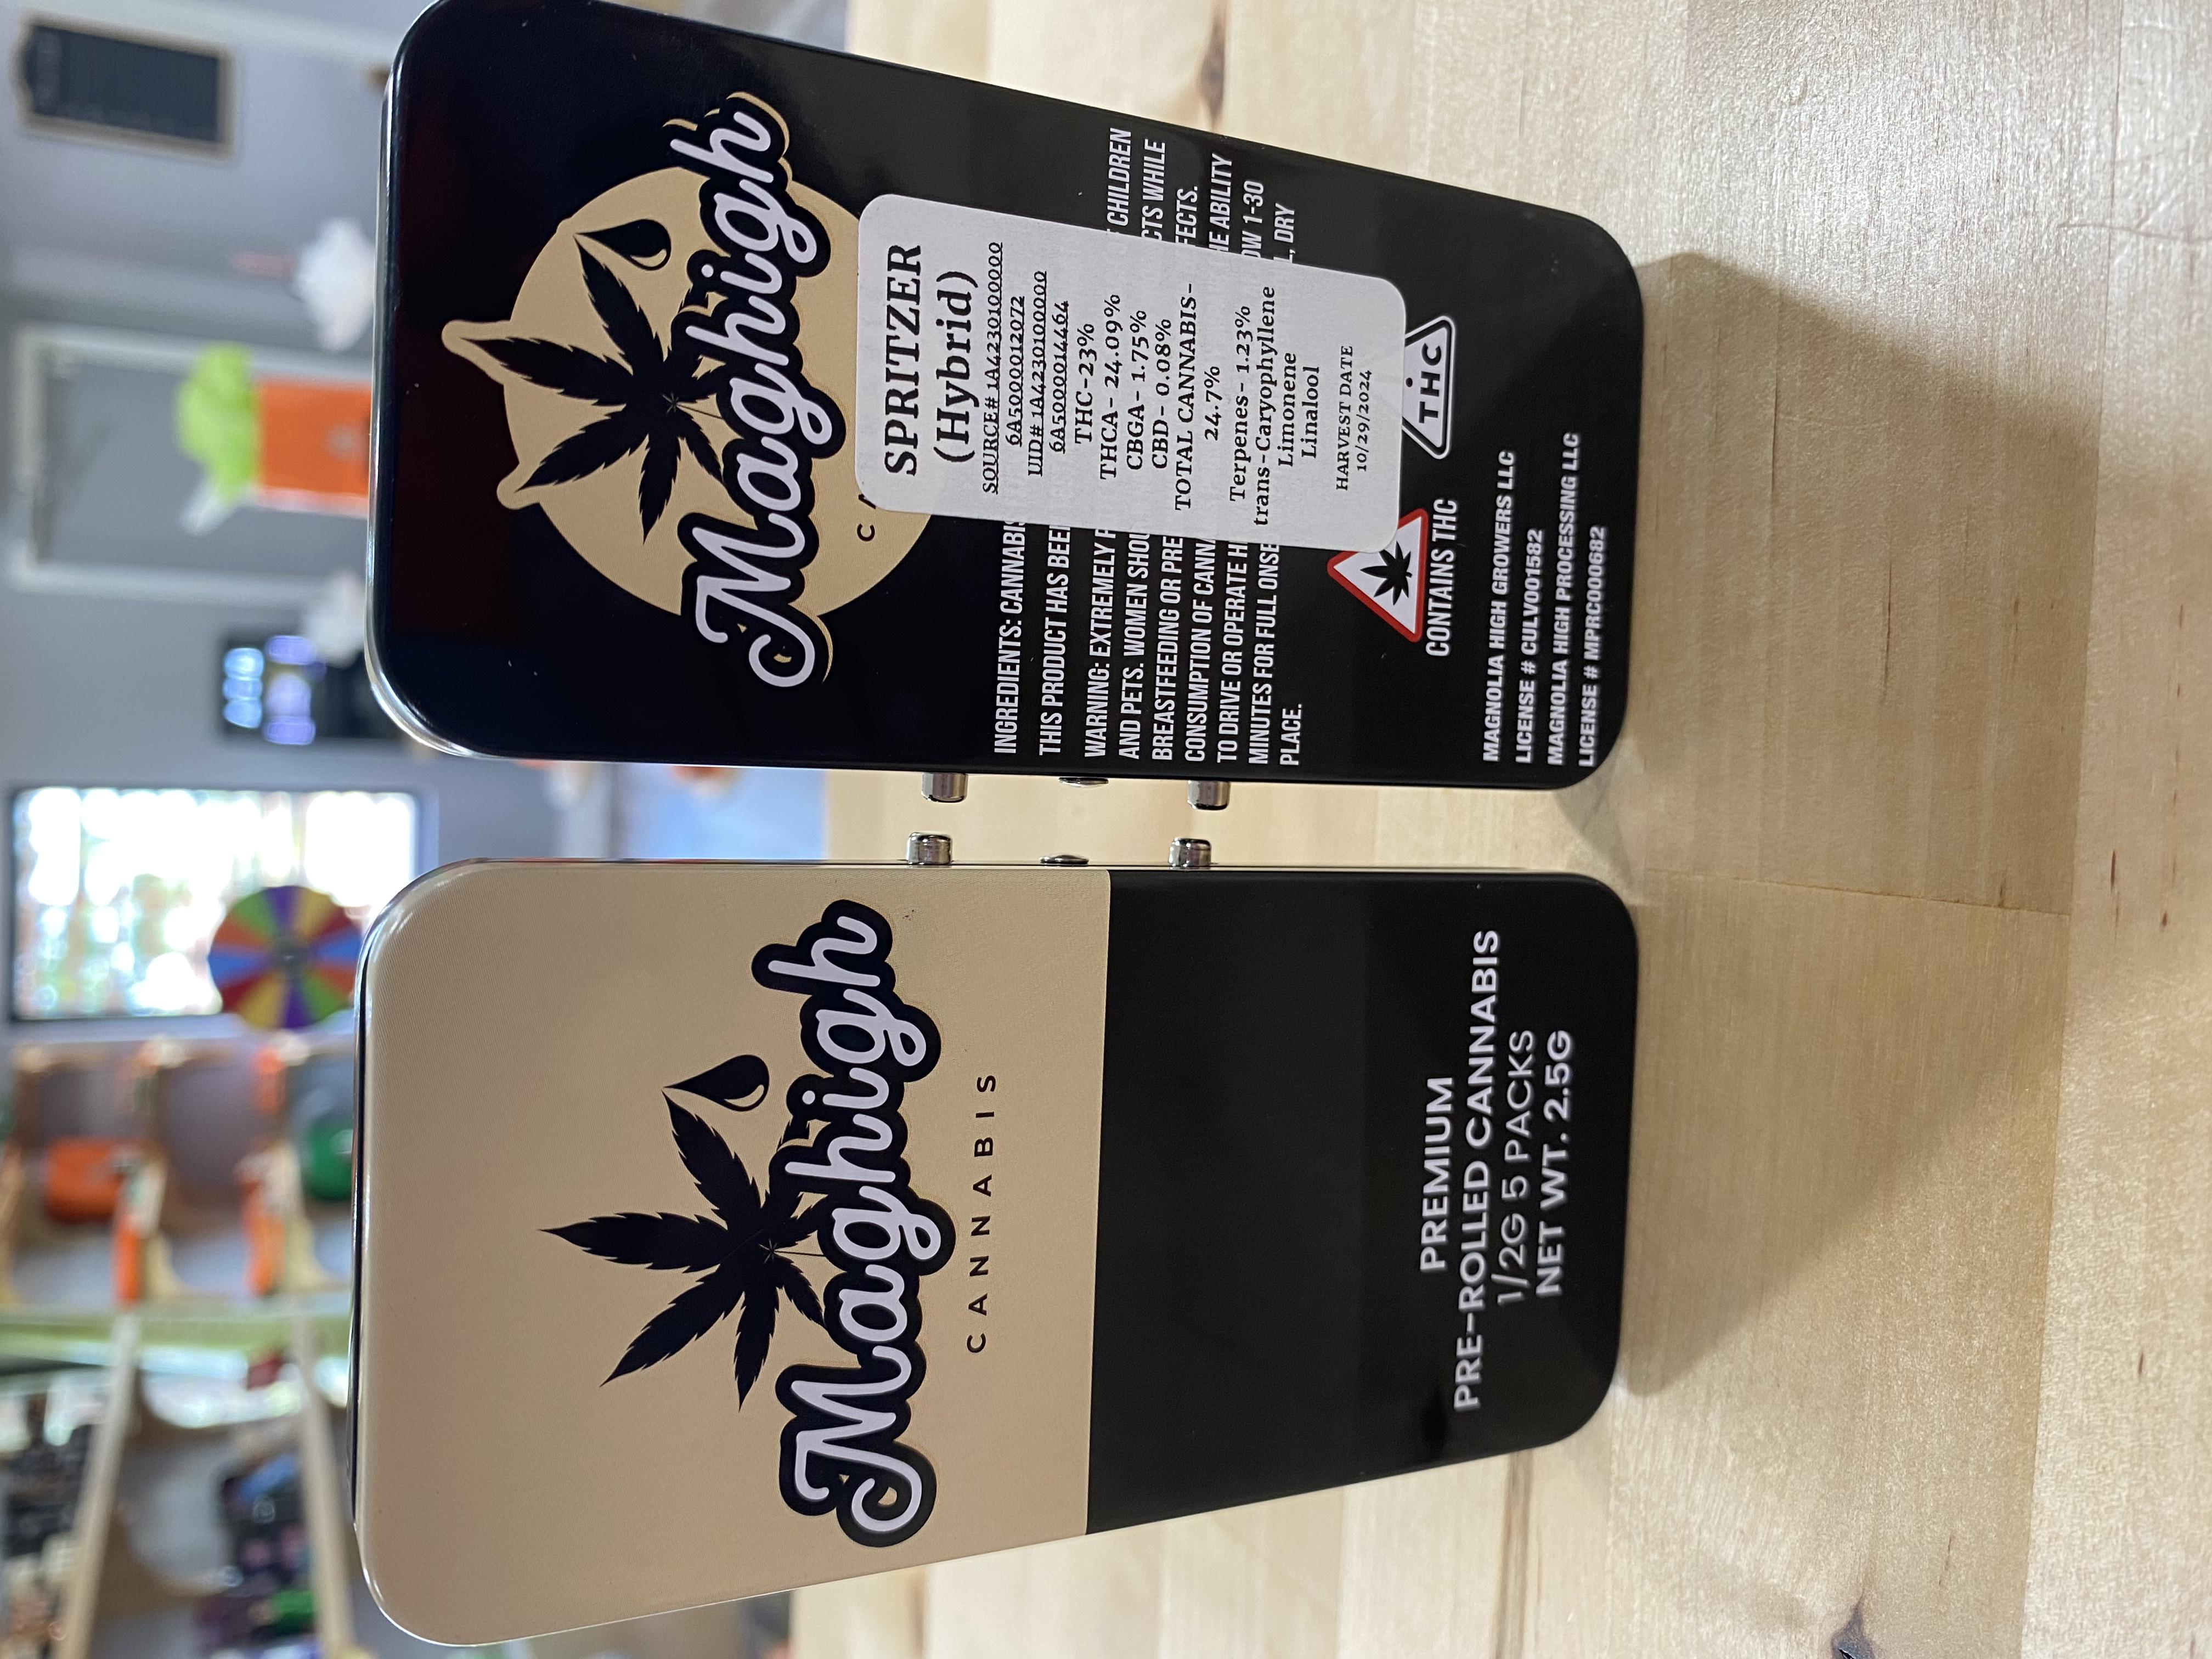 Maghigh
CANNABIS
PREMIUM
PRE-ROLLED CANNABIS
1/2G 5 PACKS
NET WT. 2.5G
Maghigh
CA
INGREDIENTS: CANNABIS
THIS PRODUCT HAS BEE
WARNING: EXTREMELY CHILDREN
AND PETS. WOMEN SHOU CTS WHILE
BREASTFEEDING OR PRE FECTS.
CONSUMPTION OF CANNA ABILITY
TO DRIVE OR OPERATE 1-30
MINUTES FOR FULL ONSE , DRY
PLACE.
SPRITZER
(Hybrid)
SOURCE# 1A4230100000
6A5000012072
UID# 1A4230100000
6A5000014464
THC-23%
THCA- 24.09%
CBGA- 1.75%
CBD- 0.08%
TOTAL CANNABIS-
24.7%
Terpenes- 1.23%
trans-Caryophyllene
Limonene
Linalool
HARVEST DATE
10/29/2024
CONTAINS THC
THC
MAGNOLIA HIGH GROWERS LLC
LICENSE # CULV001582
MAGNOLIA HIGH PROCESSING LLC
LICENSE # MPRC000682